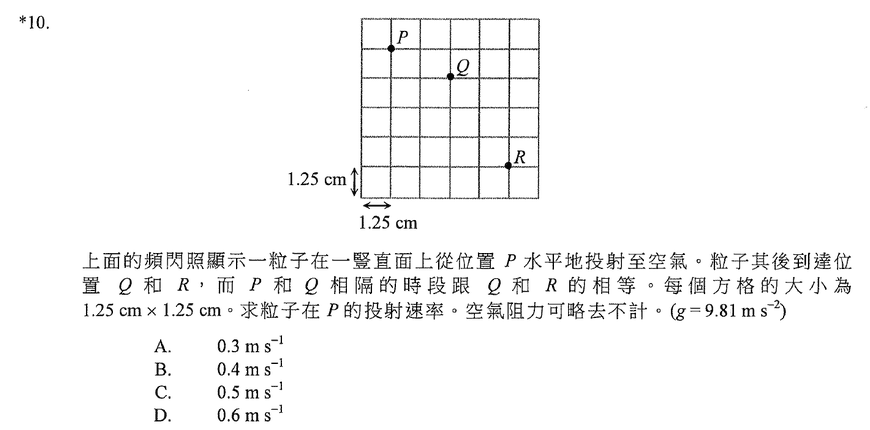 *10.
P
Q
R
1.25 cm
1.25 cm
上面的頻閃照顯示一粒子在一豎直面上從位置 P 水平地投射至空氣。粒子其後到達位
置 Q 和 R，而 P 和 Q 相隔的時段跟 Q 和 R 的相等。每個方格的大小為
1.25 cm × 1.25 cm。求粒子在 P 的投射速率。空氣阻力可略去不計。(g = 9.81 m s⁻²)
A. 0.3 m s⁻¹
B. 0.4 m s⁻¹
C. 0.5 m s⁻¹
D. 0.6 m s⁻¹